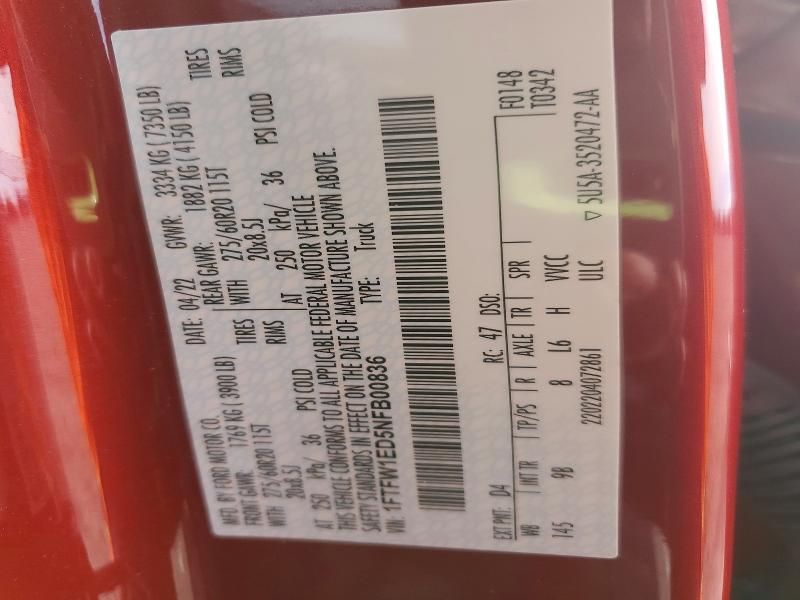 MFD. BY FORD MOTOR CO. DATE: 04/22 GVWR: 3334 KG ( 7350 LB)
FRONT GAWR: 1769 KG ( 3900 LB) REAR GAWR: 1882 KG ( 4150 LB)
WITH 275/60R20 115T TIRES WITH 275/60R20 115T TIRES
20x8.5J RIMS 20x8.5J RIMS
AT 250 kPa/ 36 PSI COLD AT 250 kPa/ 36 PSI COLD
THIS VEHICLE CONFORMS TO ALL APPLICABLE FEDERAL MOTOR VEHICLE
SAFETY STANDARDS IN EFFECT ON THE DATE OF MANUFACTURE SHOWN ABOVE.
VIN: 1FTFW1ED5NFB00836 TYPE: Truck
EXT PNT: D4 RC: 47 DSO: F0148
WB INT TR TP/PS R AXLE TR SPR T0342
145 9B 8 L6 H VVCC
2202204072861 ULC ▽ 5U5A-3520472-AA